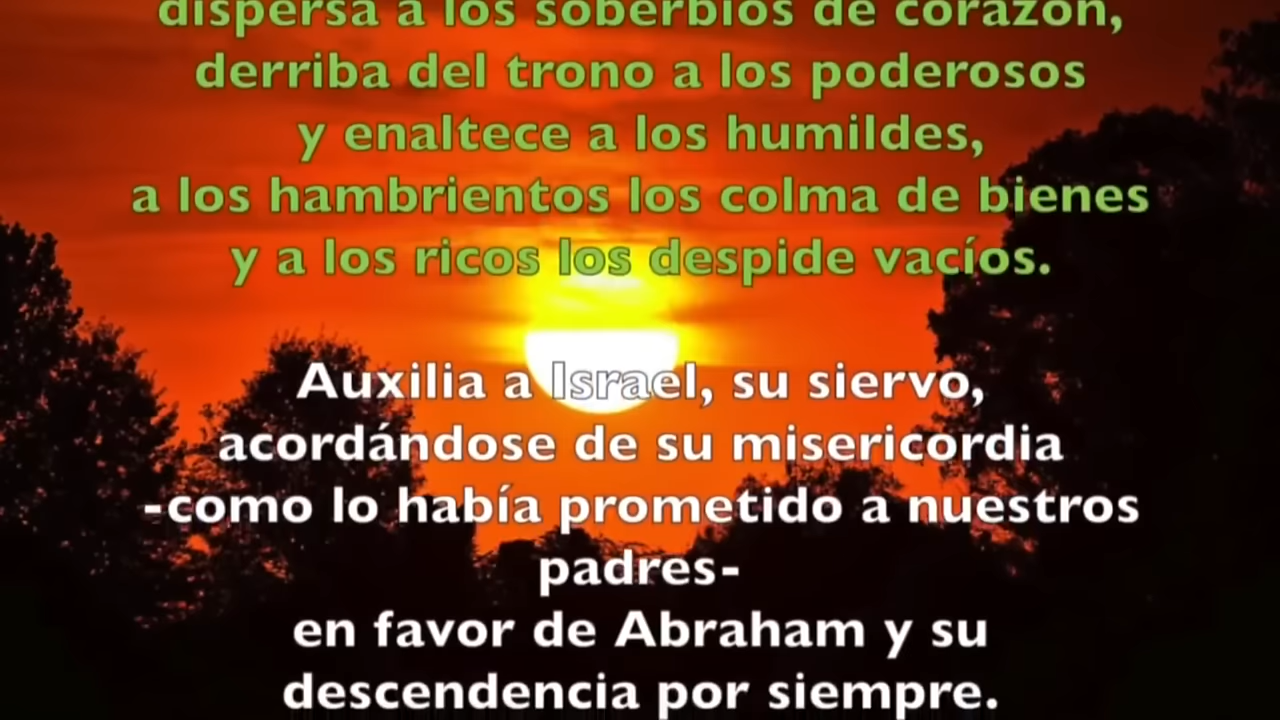 dispersa a los soberbios de corazón,
derriba del trono a los poderosos
y enaltece a los humildes,
a los hambrientos los colma de bienes
y a los ricos los despide vacíos.
Auxilia a Israel, su siervo,
acordándose de su misericordia
-como lo había prometido a nuestros
padres-
en favor de Abraham y su
descendencia por siempre.